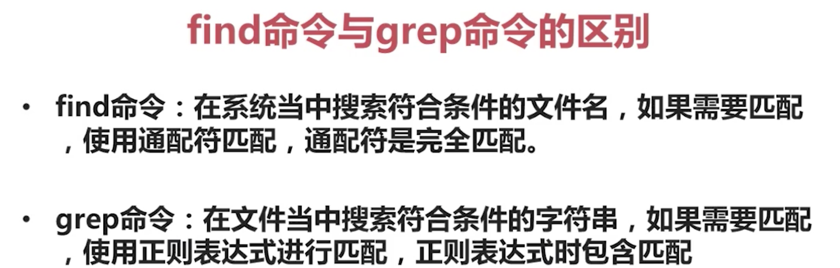 find命令与grep命令的区别
• find命令：在系统当中搜索符合条件的文件名，如果需要匹配
，使用通配符匹配，通配符是完全匹配。
• grep命令：在文件当中搜索符合条件的字符串，如果需要匹配
，使用正则表达式进行匹配，正则表达式时包含匹配